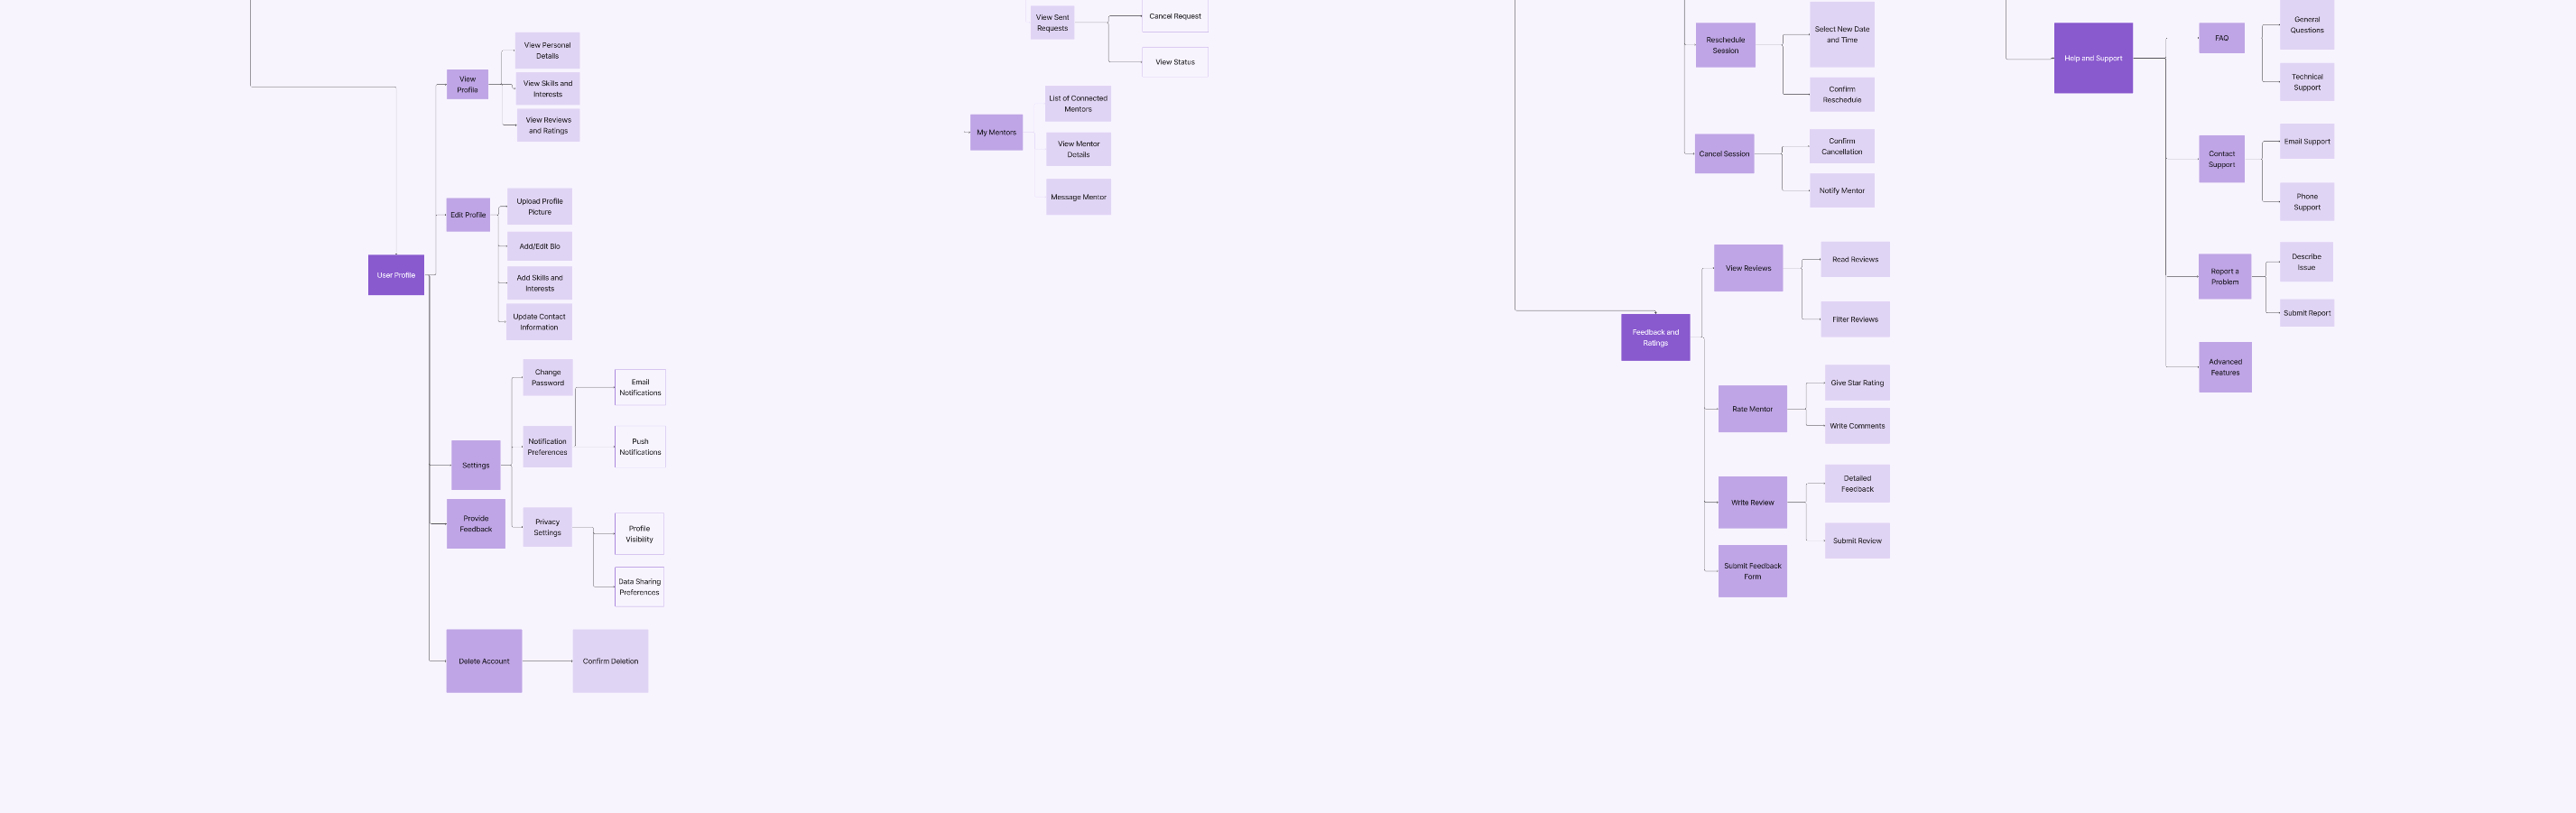 View Personal
Details
View
Profile
View Skills and
Interests
View Reviews
and Ratings
Edit Profile
Upload Profile
Picture
Add/Edit Bio
Add Skills and
Interests
Update Contact
Information
User Profile
Change
Password
Email
Notifications
Notification
Preferences
Push
Notifications
Settings
Provide
Feedback
Privacy
Settings
Profile
Visibility
Data Sharing
Preferences
Delete Account
Confirm Deletion
View Sent
Requests
Cancel Request
View Status
My Mentors
List of Connected
Mentors
View Mentor
Details
Message Mentor
Reschedule
Session
Select New Date
and Time
Confirm
Reschedule
Cancel Session
Confirm
Cancellation
Notify Mentor
Feedback and
Ratings
View Reviews
Read Reviews
Filter Reviews
Rate Mentor
Give Star Rating
Write Comments
Write Review
Detailed
Feedback
Submit Review
Submit Feedback
Form
Help and Support
FAQ
General
Questions
Technical
Support
Contact
Support
Email Support
Phone
Support
Report a
Problem
Describe
Issue
Submit Report
Advanced
Features